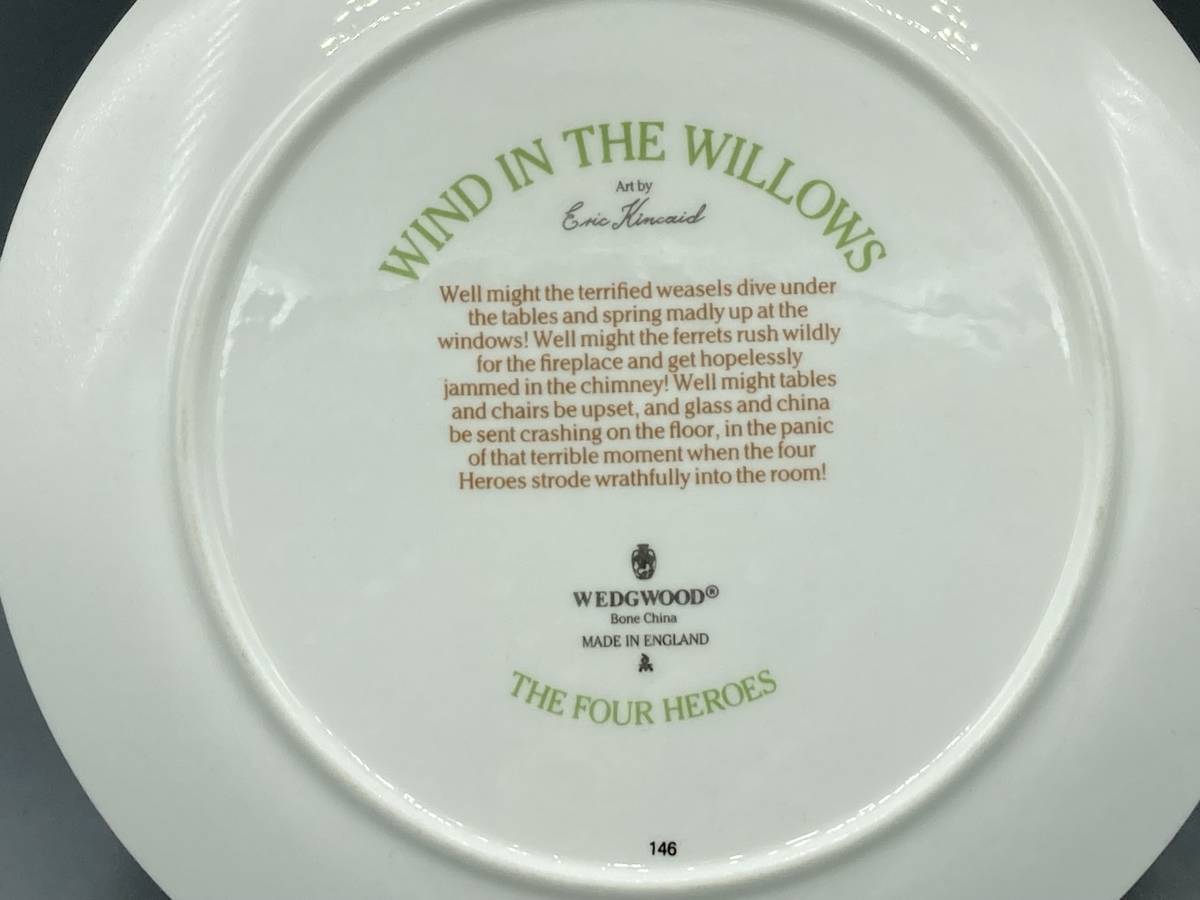 WIND IN THE WILLOWS
Art by
Eric Kincaid
Well might the terrified weasels dive under
the tables and spring madly up at the
windows! Well might the ferrets rush wildly
for the fireplace and get hopelessly
jammed in the chimney! Well might tables
and chairs be upset, and glass and china
be sent crashing on the floor, in the panic
of that terrible moment when the four
Heroes strode wrathfully into the room!
WEDGWOOD®
Bone China
MADE IN ENGLAND
THE FOUR HEROES
146